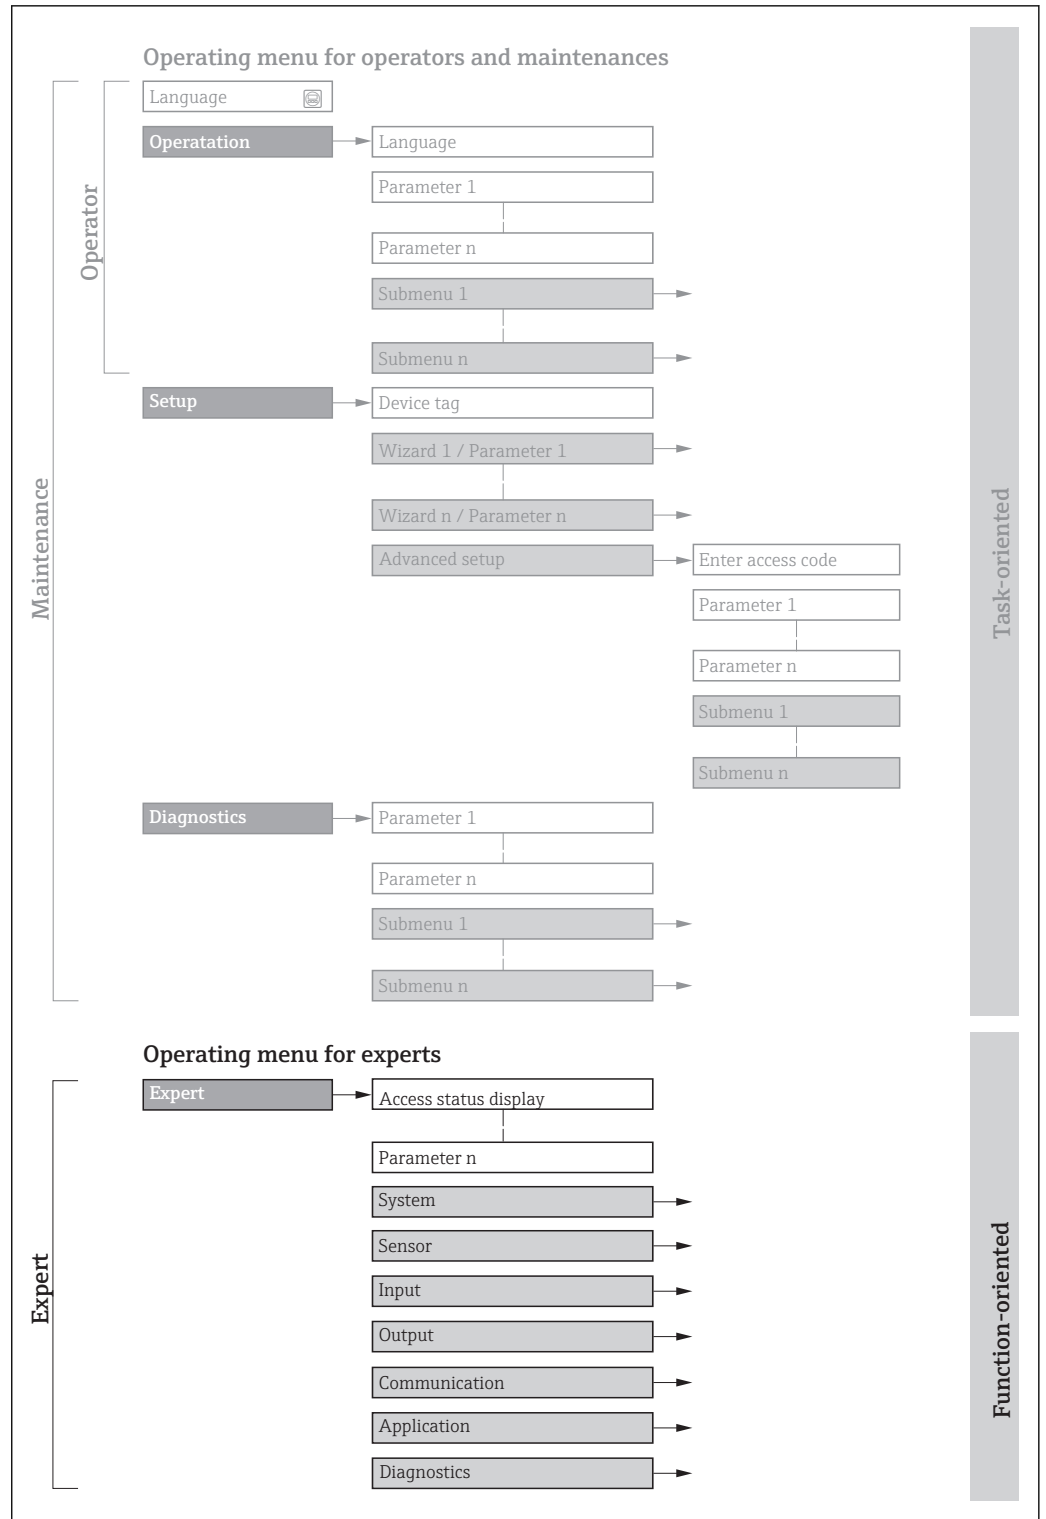 Operating menu for operators and maintenances
Language
Operatation
Language
Parameter 1
Parameter n
Submenu 1
Submenu n
Operator
Setup
Device tag
Wizard 1 / Parameter 1
Wizard n / Parameter n
Advanced setup
Enter access code
Parameter 1
Parameter n
Submenu 1
Submenu n
Maintenance
Task-oriented
Diagnostics
Parameter 1
Parameter n
Submenu 1
Submenu n
Operating menu for experts
Expert
Access status display
Parameter n
System
Sensor
Input
Output
Communication
Application
Diagnostics
Expert
Function-oriented